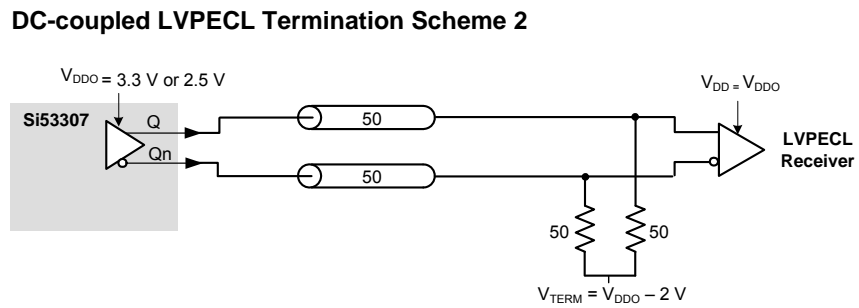 DC-coupled LVPECL Termination Scheme 2
VDDO = 3.3 V or 2.5 V
VDD = VDDO
Si53307
Q
50
LVPECL
Receiver
Qn
50
50
50
VTERM = VDDO – 2 V